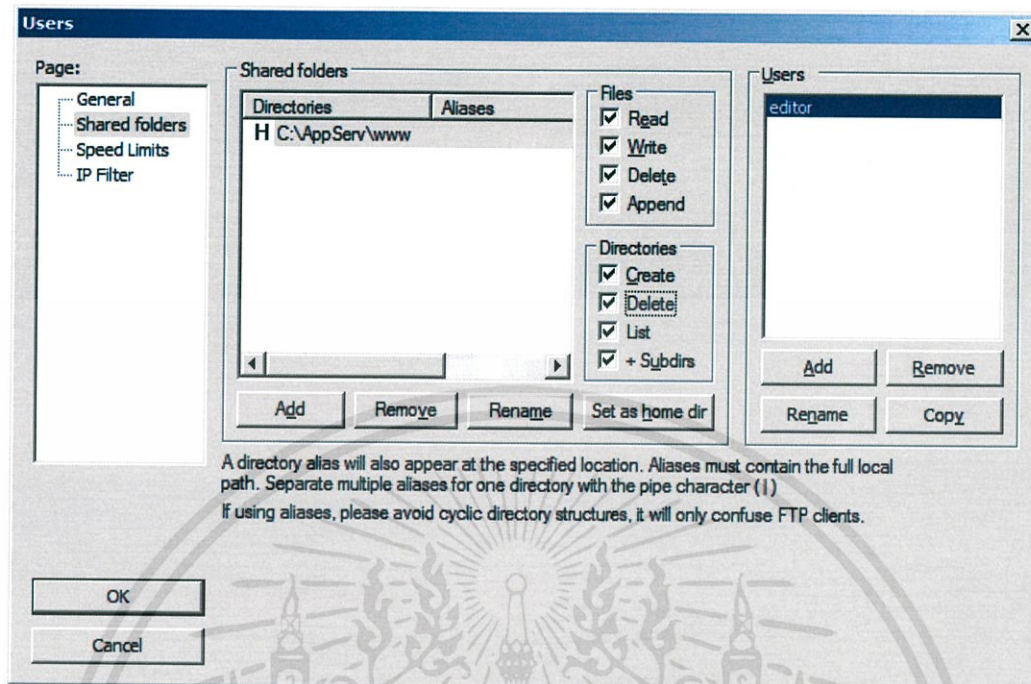 Users
Page:
General
Shared folders
Speed Limits
IP Filter
Shared folders
Directories Aliases
H C:\AppServ\www
Files
Read
Write
Delete
Append
Directories
Create
Delete
List
+ Subdirs
Add Remove Rename Set as home dir
Users
editor
Add Remove
Rename Copy
A directory alias will also appear at the specified location. Aliases must contain the full local
path. Separate multiple aliases for one directory with the pipe character (|)
If using aliases, please avoid cyclic directory structures, it will only confuse FTP clients.
OK
Cancel